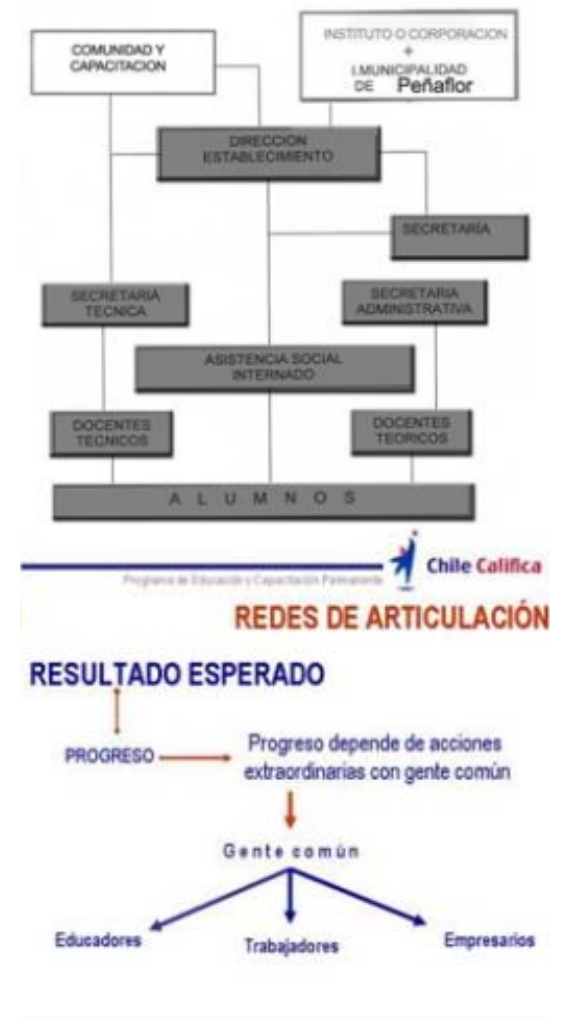 COMUNIDAD Y
CAPACITACION
INSTITUTO O CORPORACION
+
I.MUNICIPALIDAD
DE Peñaflor
DIRECCION
ESTABLECIMIENTO
SECRETARÍA
SECRETARIA
TECNICA
SECRETARIA
ADMINISTRATIVA
ASISTENCIA SOCIAL
INTERNADO
DOCENTES
TECNICOS
DOCENTES
TEORICOS
A L U M N O S
Chile Califica
Programa de Educación y Capacitación Permanente
REDES DE ARTICULACIÓN
RESULTADO ESPERADO
PROGRESO
Progreso depende de acciones
extraordinarias con gente común
Gente común
Educadores
Trabajadores
Empresarios